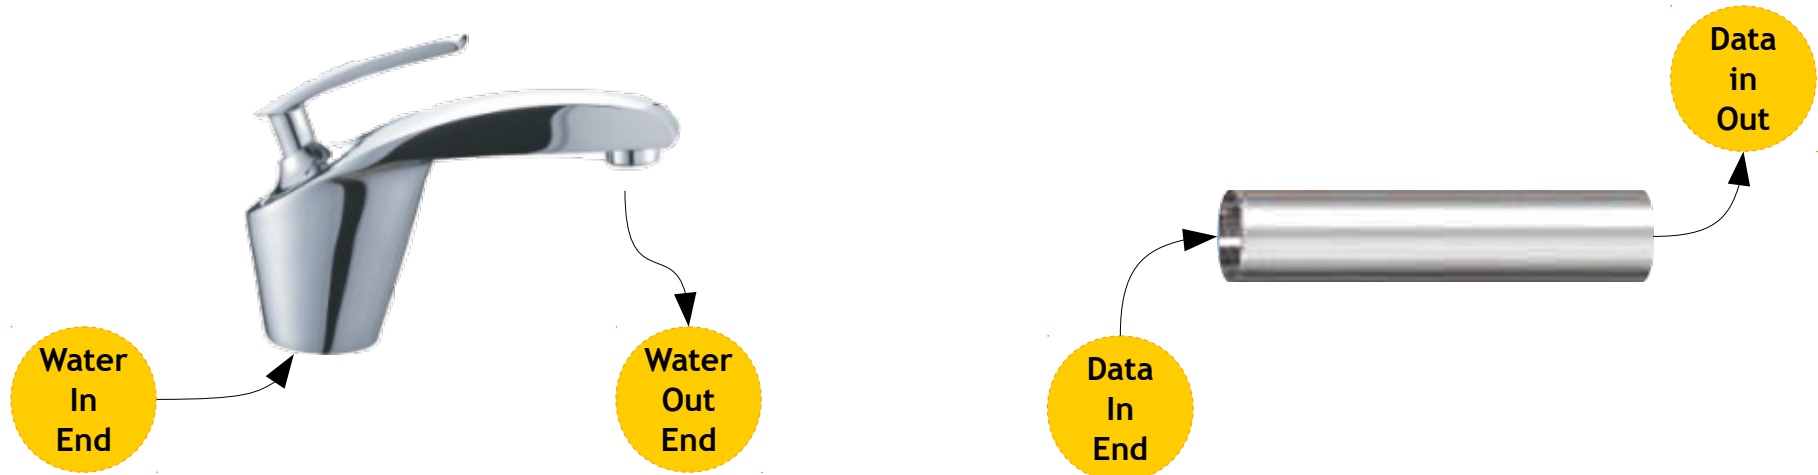 Water
In
End
Water
Out
End
Data
In
End
Data
in
Out